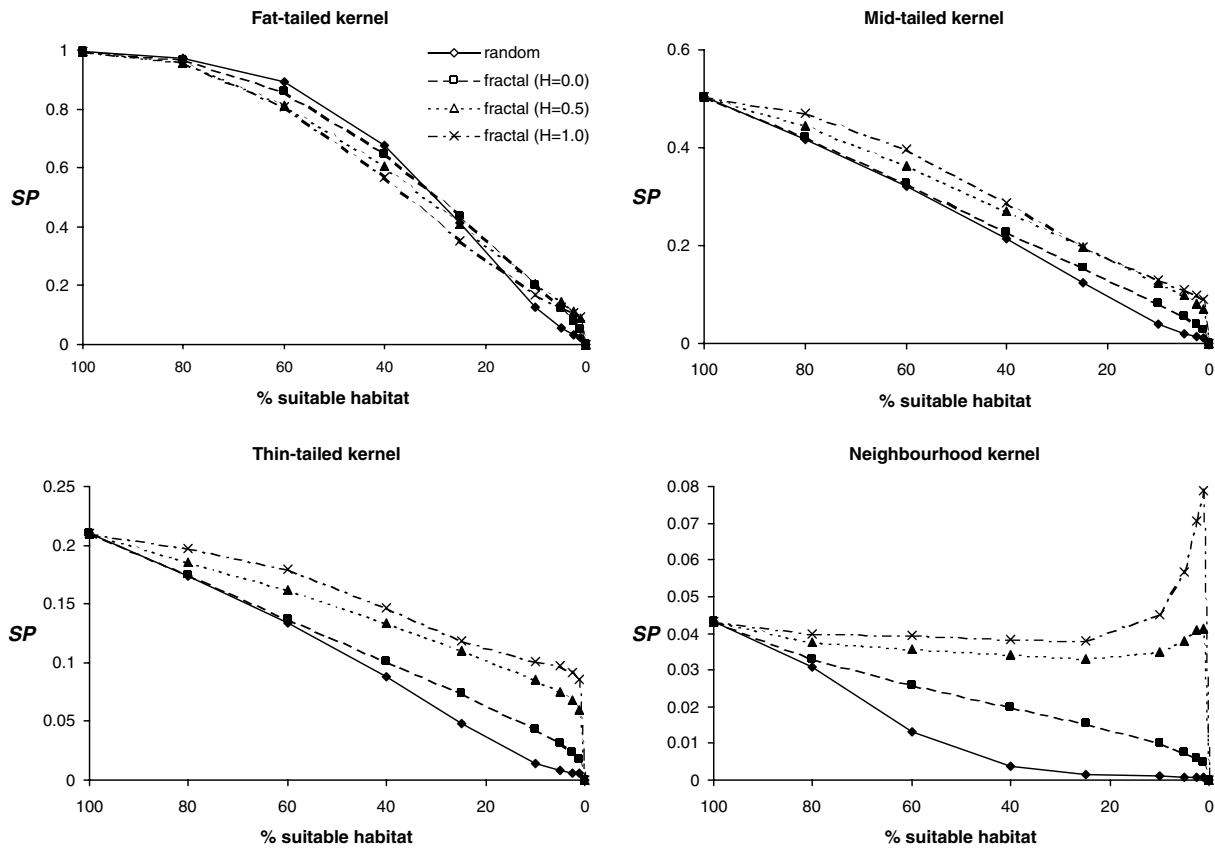 Fat-tailed kernel
1
0.8
0.6
0.4
0.2
0
SP
100 80 60 40 20 0
% suitable habitat
random
fractal (H=0.0)
fractal (H=0.5)
fractal (H=1.0)
Mid-tailed kernel
0.6
0.4
0.2
0
SP
100 80 60 40 20 0
% suitable habitat
Thin-tailed kernel
0.25
0.2
0.15
0.1
0.05
0
SP
100 80 60 40 20 0
% suitable habitat
Neighbourhood kernel
0.08
0.07
0.06
0.05
0.04
0.03
0.02
0.01
0
SP
100 80 60 40 20 0
% suitable habitat